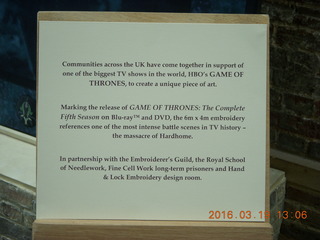 Communities across the UK have come together in support of
one of the biggest TV shows in the world, HBO's GAME OF
THRONES, to create a unique piece of art.
Marking the release of GAME OF THRONES: The Complete
Fifth Season on Blu-ray™ and DVD, the 6m x 4m embroidery
references one of the most intense battle scenes in TV history –
the massacre of Hardhome.
In partnership with the Embroiderer's Guild, the Royal School
of Needlework, Fine Cell Work long-term prisoners and Hand
& Lock Embroidery design room.
2016.03.15 13:06